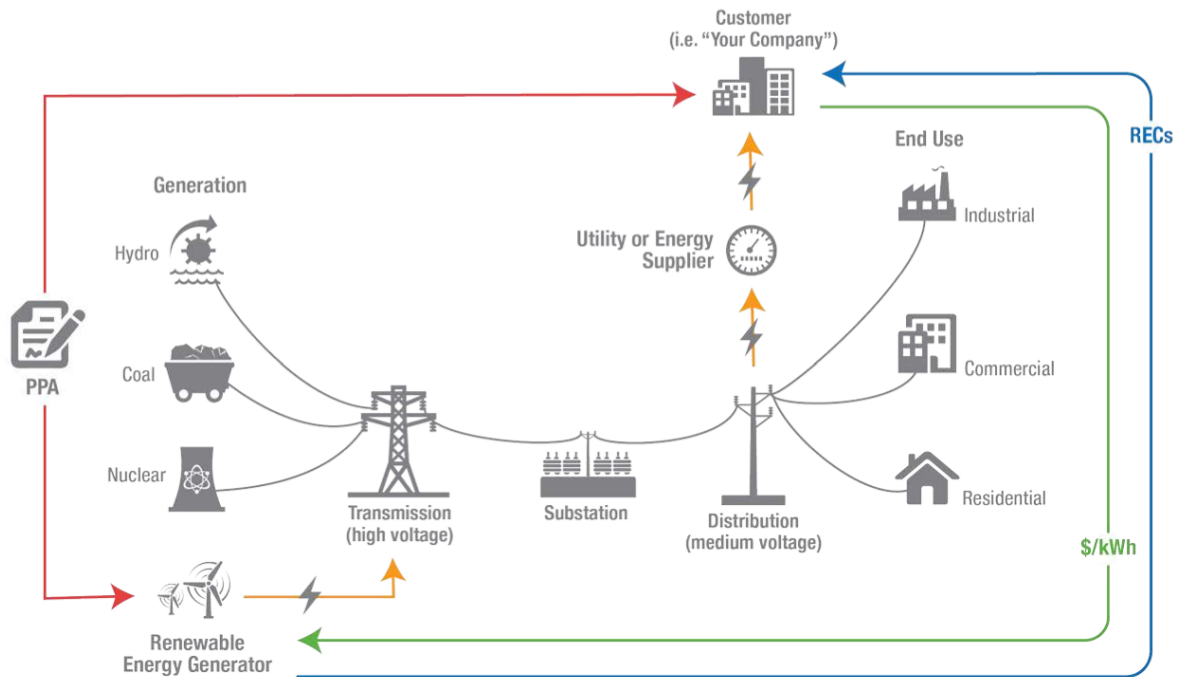 Customer
(i.e. “Your Company”)
RECs
End Use
Generation
Industrial
Hydro
Utility or Energy
Supplier
PPA
Coal
Commercial
Nuclear
Residential
Transmission
(high voltage)
Substation
Distribution
(medium voltage)
$/kWh
Renewable
Energy Generator